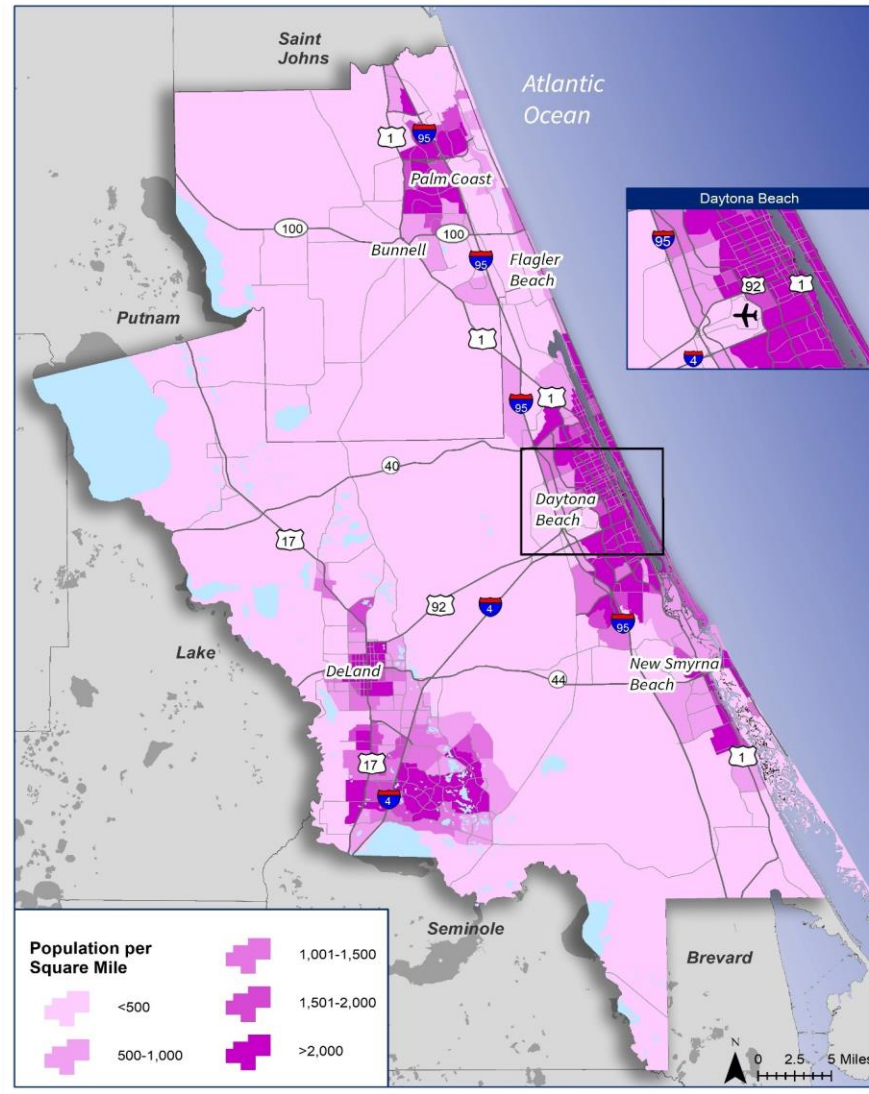 Saint
Johns
Atlantic
Ocean
1
95
Palm Coast
Daytona Beach
95
92
1
4
100
Bunnell
100
95
Flagler
Beach
Putnam
1
95
1
40
Daytona
Beach
17
92
4
95
Lake
DeLand
44
New Smyrna
Beach
17
1
4
Seminole
Brevard
Population per
Square Mile
<500
500-1,000
1,001-1,500
1,501-2,000
>2,000
N
0 2.5 5 Miles